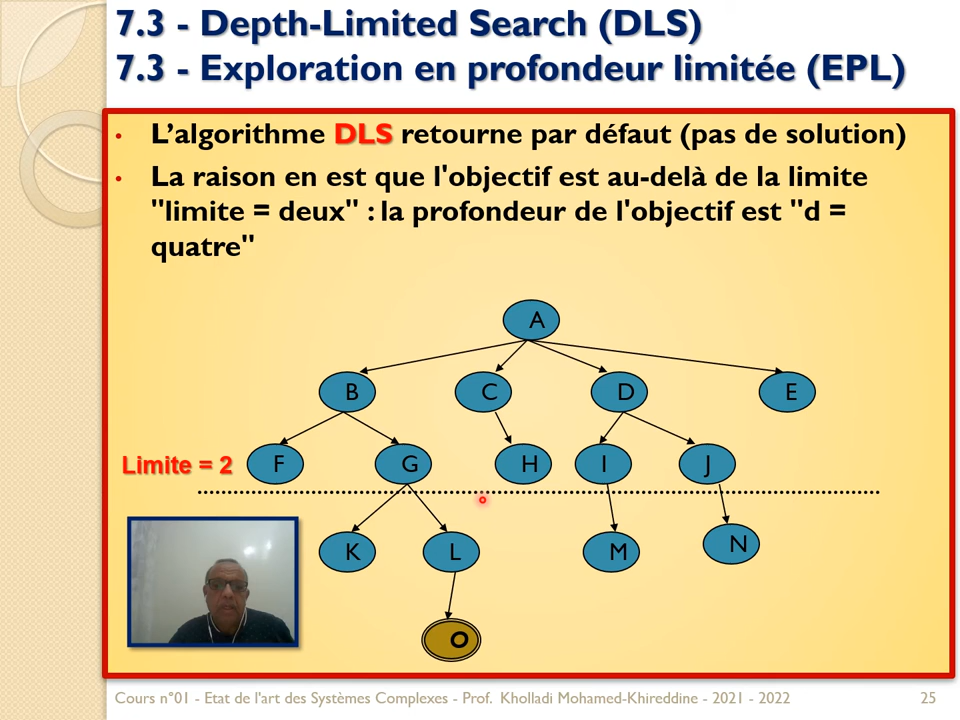 7.3 - Depth-Limited Search (DLS)
7.3 - Exploration en profondeur limitée (EPL)
• L’algorithme DLS retourne par défaut (pas de solution)
• La raison en est que l'objectif est au-delà de la limite
"limite = deux" : la profondeur de l'objectif est "d =
quatre"
A
B C D E
Limite = 2 F G H I J
K L M N
O
Cours n°01 - Etat de l'art des Systèmes Complexes - Prof. Kholladi Mohamed-Khireddine - 2021 - 2022 25